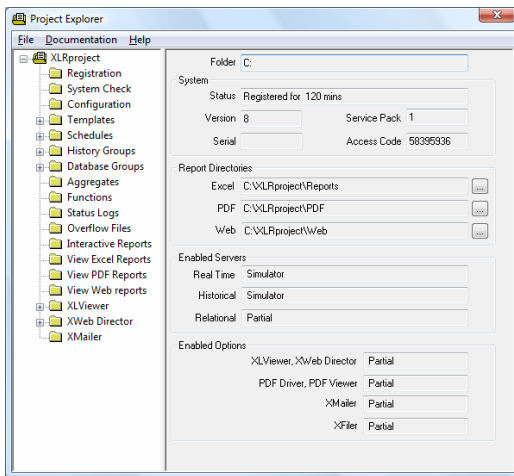 Project Explorer
File Documentation Help
XLRproject
Registration
System Check
Configuration
Templates
Schedules
History Groups
Database Groups
Aggregates
Functions
Status Logs
Overflow Files
Interactive Reports
View Excel Reports
View PDF Reports
View Web reports
XLViewer
XWeb Director
XMailer
Folder C:
System
Status Registered for 120 mins
Version 8 Service Pack 1
Serial Access Code 58395936
Report Directories
Excel C:\XLRproject\Reports ...
PDF C:\XLRproject\PDF ...
Web C:\XLRproject\Web ...
Enabled Servers
Real Time Simulator
Historical Simulator
Relational Partial
Enabled Options
XLViewer, XWeb Director Partial
PDF Driver, PDF Viewer Partial
XMailer Partial
XFiler Partial